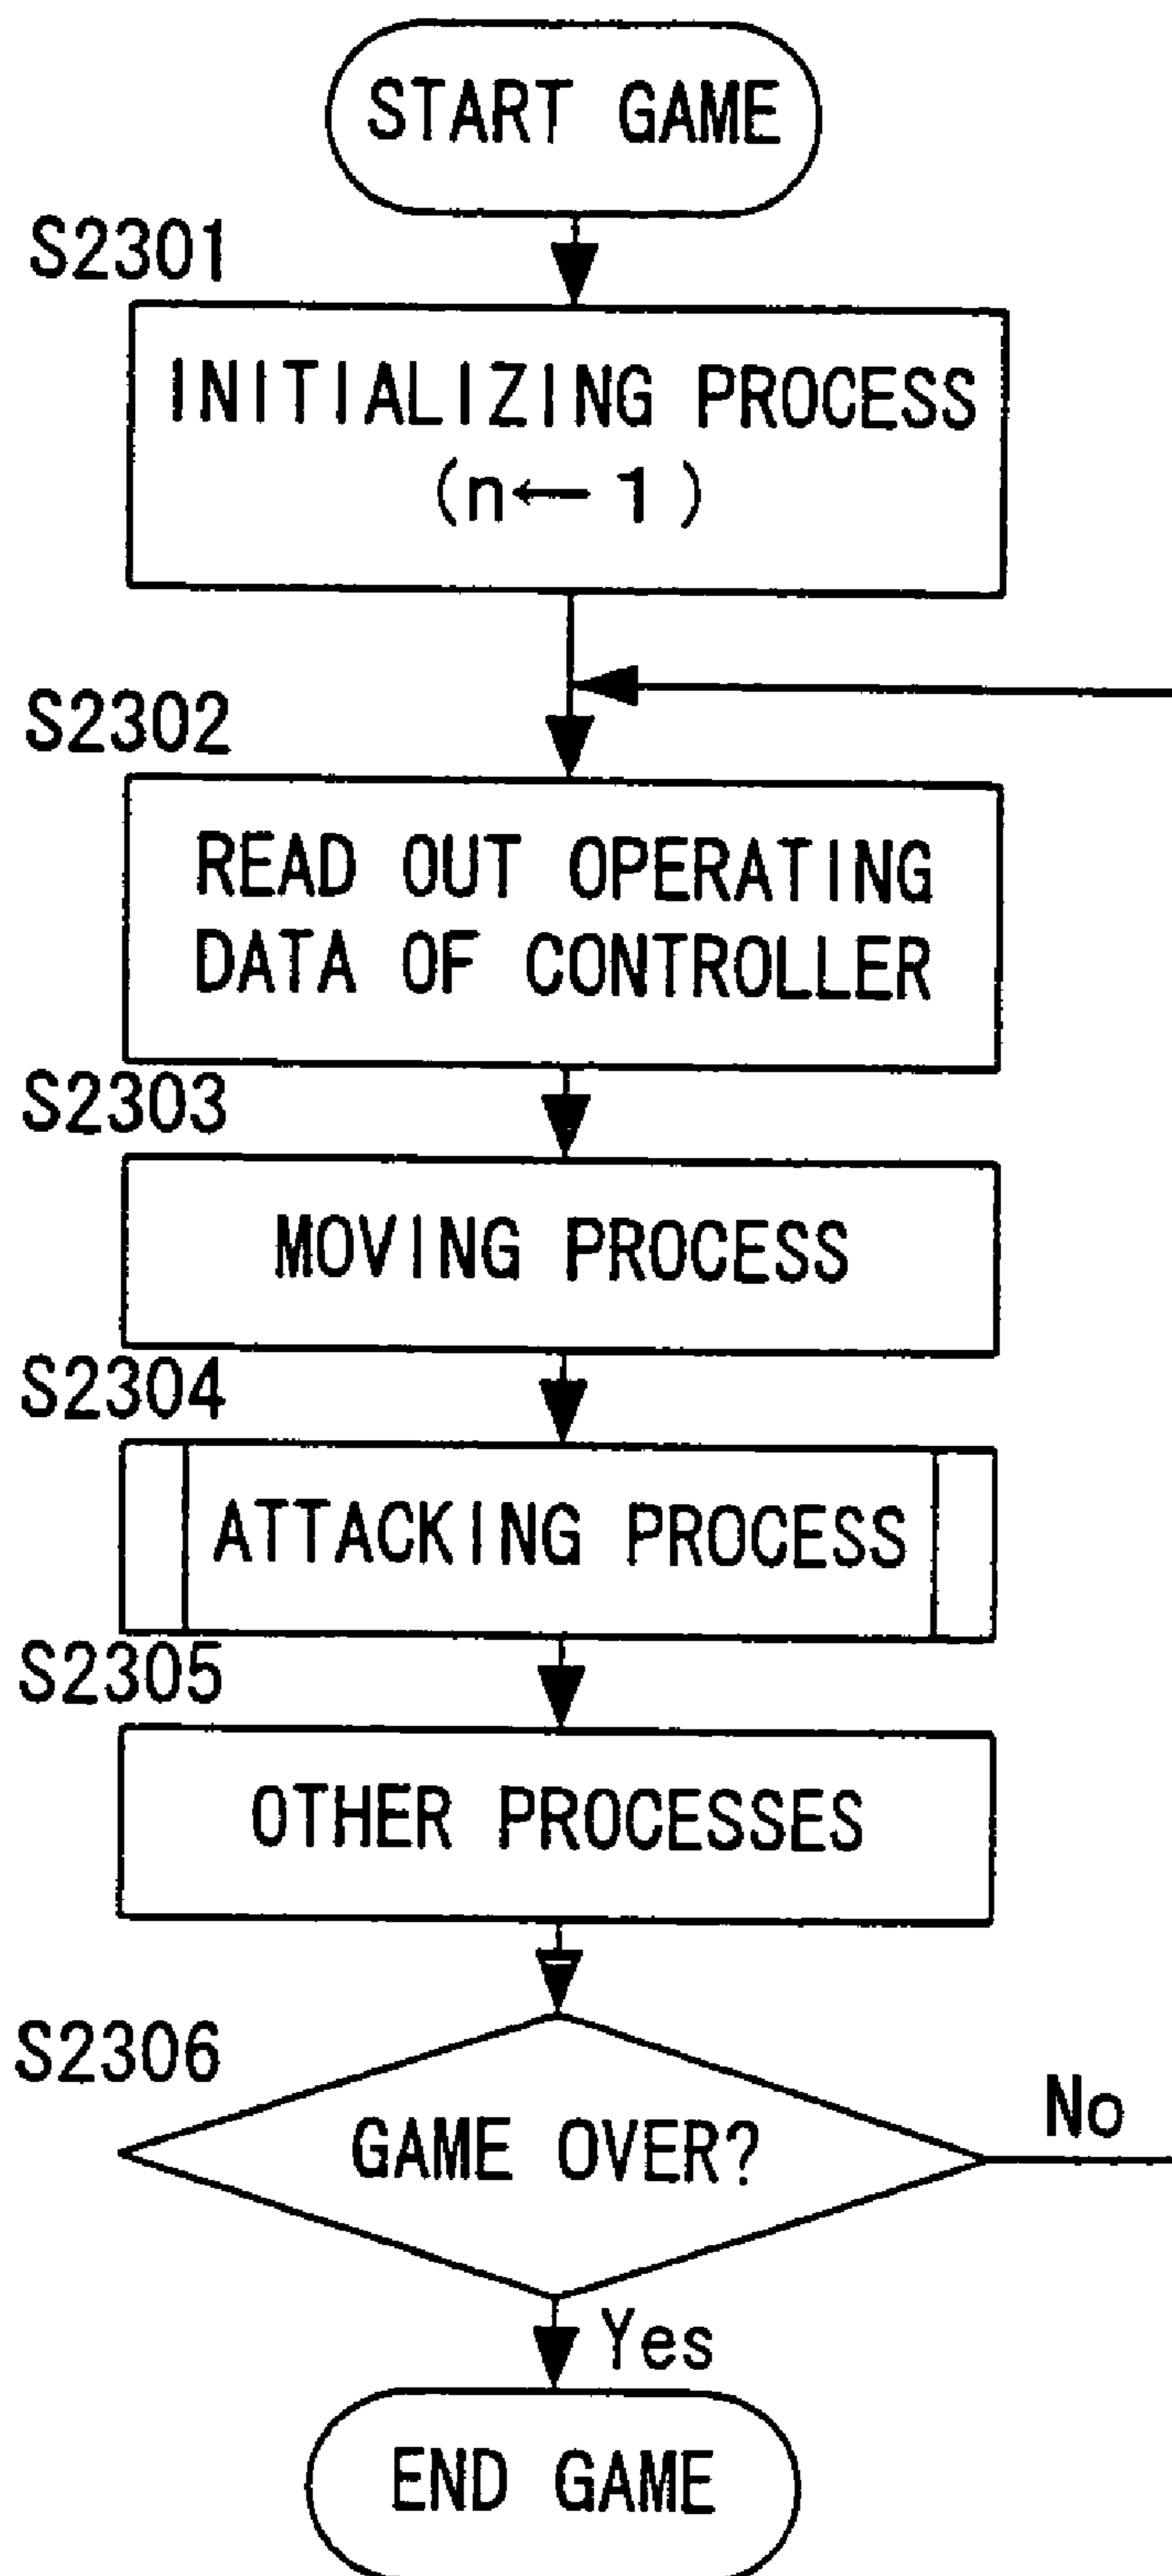 START GAME
S2301
INITIALIZING PROCESS
(n← 1 )
S2302
READ OUT OPERATING
DATA OF CONTROLLER
S2303
MOVING PROCESS
S2304
ATTACKING PROCESS
S2305
OTHER PROCESSES
S2306
GAME OVER?
No
Yes
END GAME